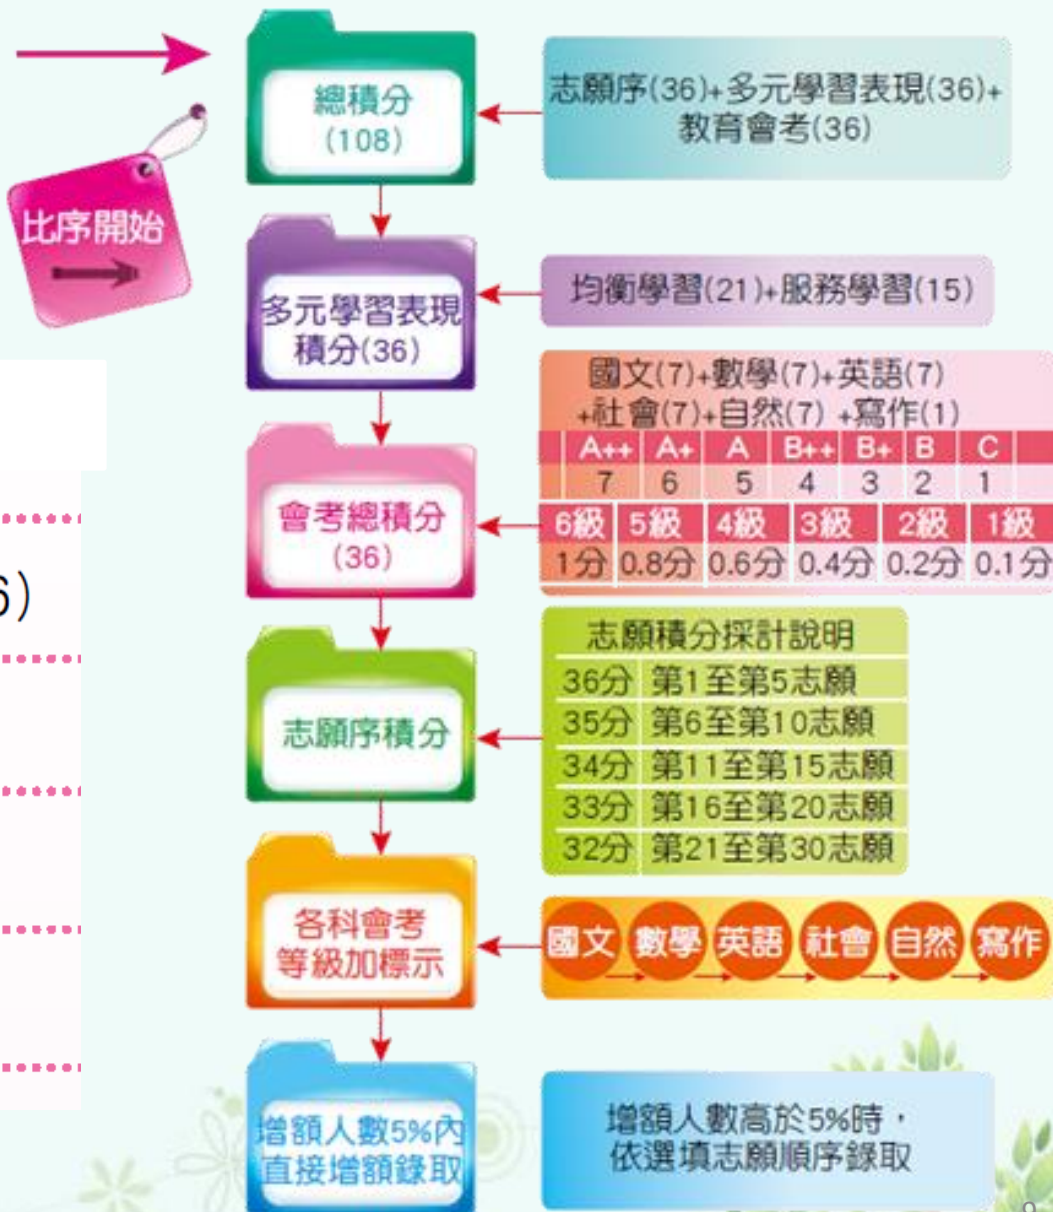 比序開始
總積分
(108)
志願序(36)+多元學習表現(36)+
教育會考(36)
多元學習表現
積分(36)
均衡學習(21)+服務學習(15)
會考總積分
(36)
國文(7)+數學(7)+英語(7)
+社會(7)+自然(7) +寫作(1)
A++ A+ A B++ B+ B C
7 6 5 4 3 2 1
6級 5級 4級 3級 2級 1級
1分 0.8分 0.6分 0.4分 0.2分 0.1分
6)
志願序積分
志願積分採計說明
36分 第1至第5志願
35分 第6至第10志願
34分 第11至第15志願
33分 第16至第20志願
32分 第21至第30志願
各科會考
等級加標示
國文 數學 英語 社會 自然 寫作
增額人數5%內
直接增額錄取
增額人數高於5%時，
依選填志願順序錄取